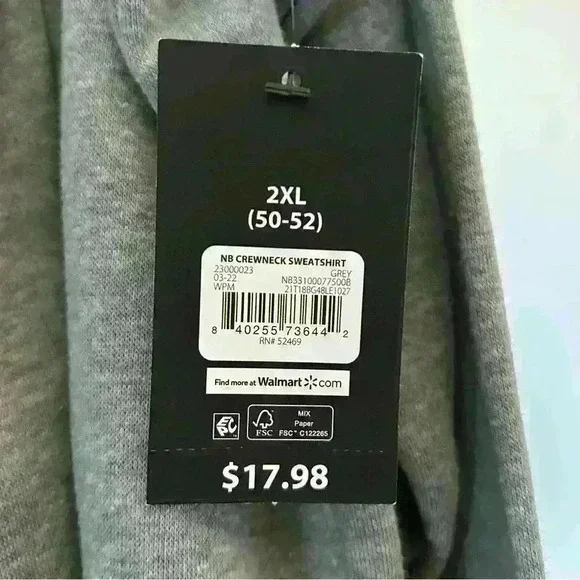 2XL
(50-52)
NB CREWNECK SWEATSHIRT
23000023 GREY
03-22 NB33100077500B
WPM 21T18BG48LE1027
8 40255 73644 2
RN# 52469
Find more at Walmart.com
FSC
MIX
Paper
FSC™ C122265
$17.98